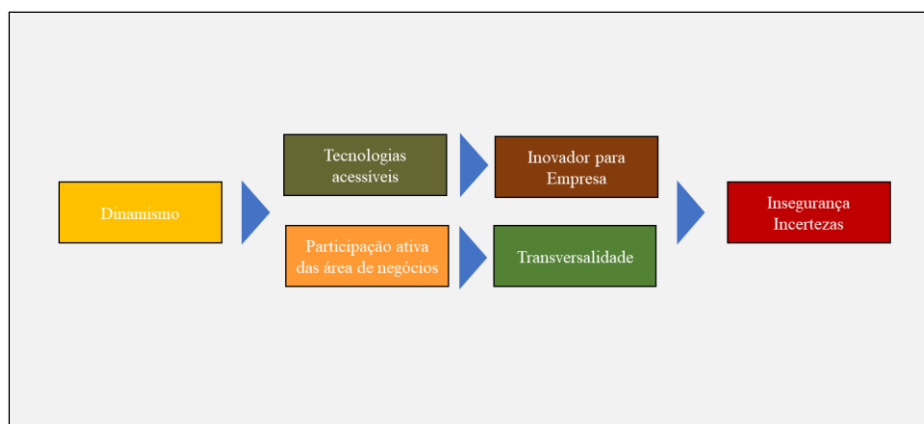 Dinamismo
Tecnologias
acessíveis
Inovador para
Empresa
Participação ativa
das área de negócios
Transversalidade
Insegurança
Incertezas